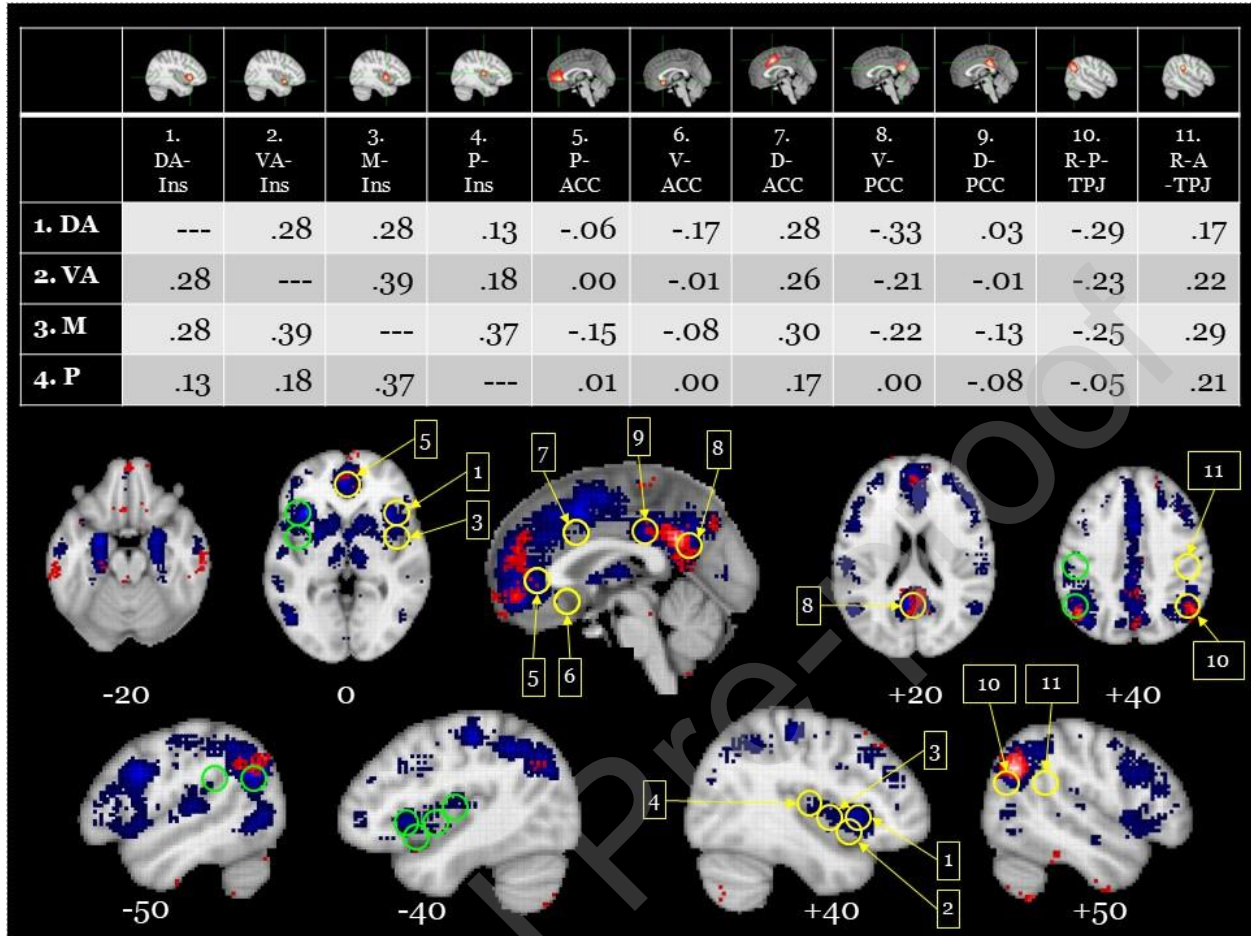 1. DA-Ins 2. VA-Ins 3. M-Ins 4. P-Ins 5. P-ACC 6. V-ACC 7. D-ACC 8. V-PCC 9. D-PCC 10. R-P-TPJ 11. R-A-TPJ
1. DA --- .28 .28 .13 -.06 -.17 .28 -.33 .03 -.29 .17
2. VA .28 --- .39 .18 .00 -.01 .26 -.21 -.01 -.23 .22
3. M .28 .39 --- .37 -.15 -.08 .30 -.22 -.13 -.25 .29
4. P .13 .18 .37 --- .01 .00 .17 .00 -.08 -.05 .21
5
1
3
7
9
8
5 6
8
11
10
-20 0 +20 +40
10 11
4
3
1
2
-50 -40 +40 +50
Pre-proof